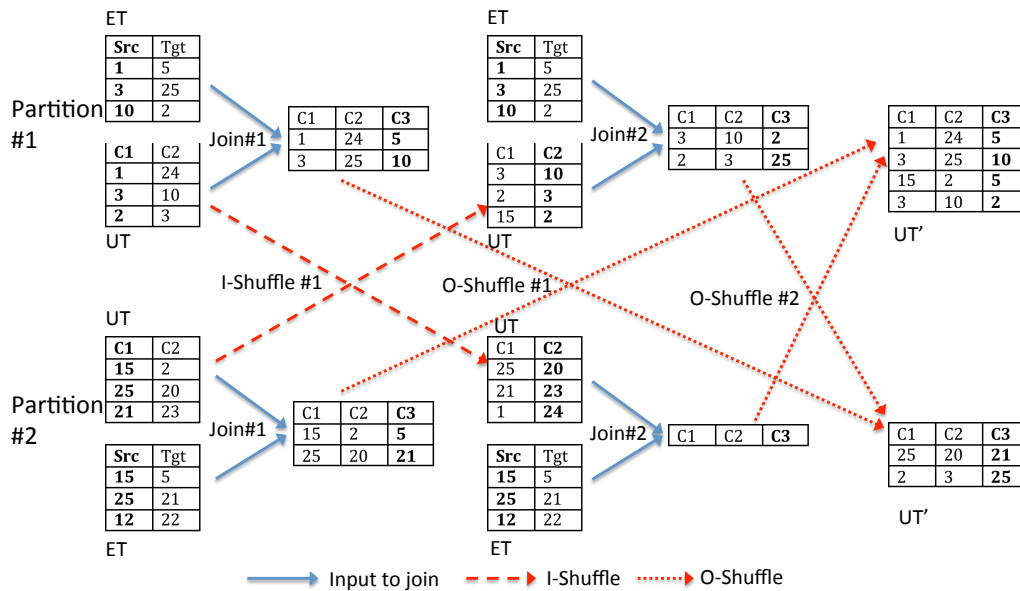 ET
Src Tgt
1 5
3 25
10 2
Partition
#1
C1 C2
1 24
3 10
2 3
UT
Join#1
C1 C2 C3
1 24 5
3 25 10
ET
Src Tgt
1 5
3 25
10 2
C1 C2
3 10
2 3
15 2
UT
Join#2
C1 C2 C3
3 10 2
2 3 25
C1 C2 C3
1 24 5
3 25 10
15 2 5
3 10 2
UT'
I-Shuffle #1
O-Shuffle #1
O-Shuffle #2
UT
C1 C2
15 2
25 20
21 23
Partition
#2
Src Tgt
15 5
25 21
12 22
ET
Join#1
C1 C2 C3
15 2 5
25 20 21
UT
C1 C2
25 20
21 23
1 24
Src Tgt
15 5
25 21
12 22
ET
Join#2
C1 C2 C3
C1 C2 C3
25 20 21
2 3 25
UT'
Input to join
I-Shuffle
O-Shuffle